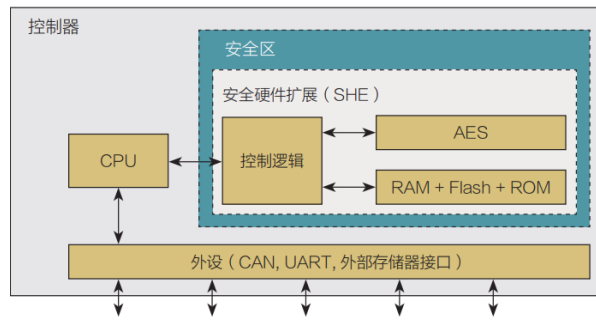 控制器
安全区
安全硬件扩展（SHE）
CPU
控制逻辑
AES
RAM + Flash + ROM
外设（CAN, UART, 外部存储器接口）